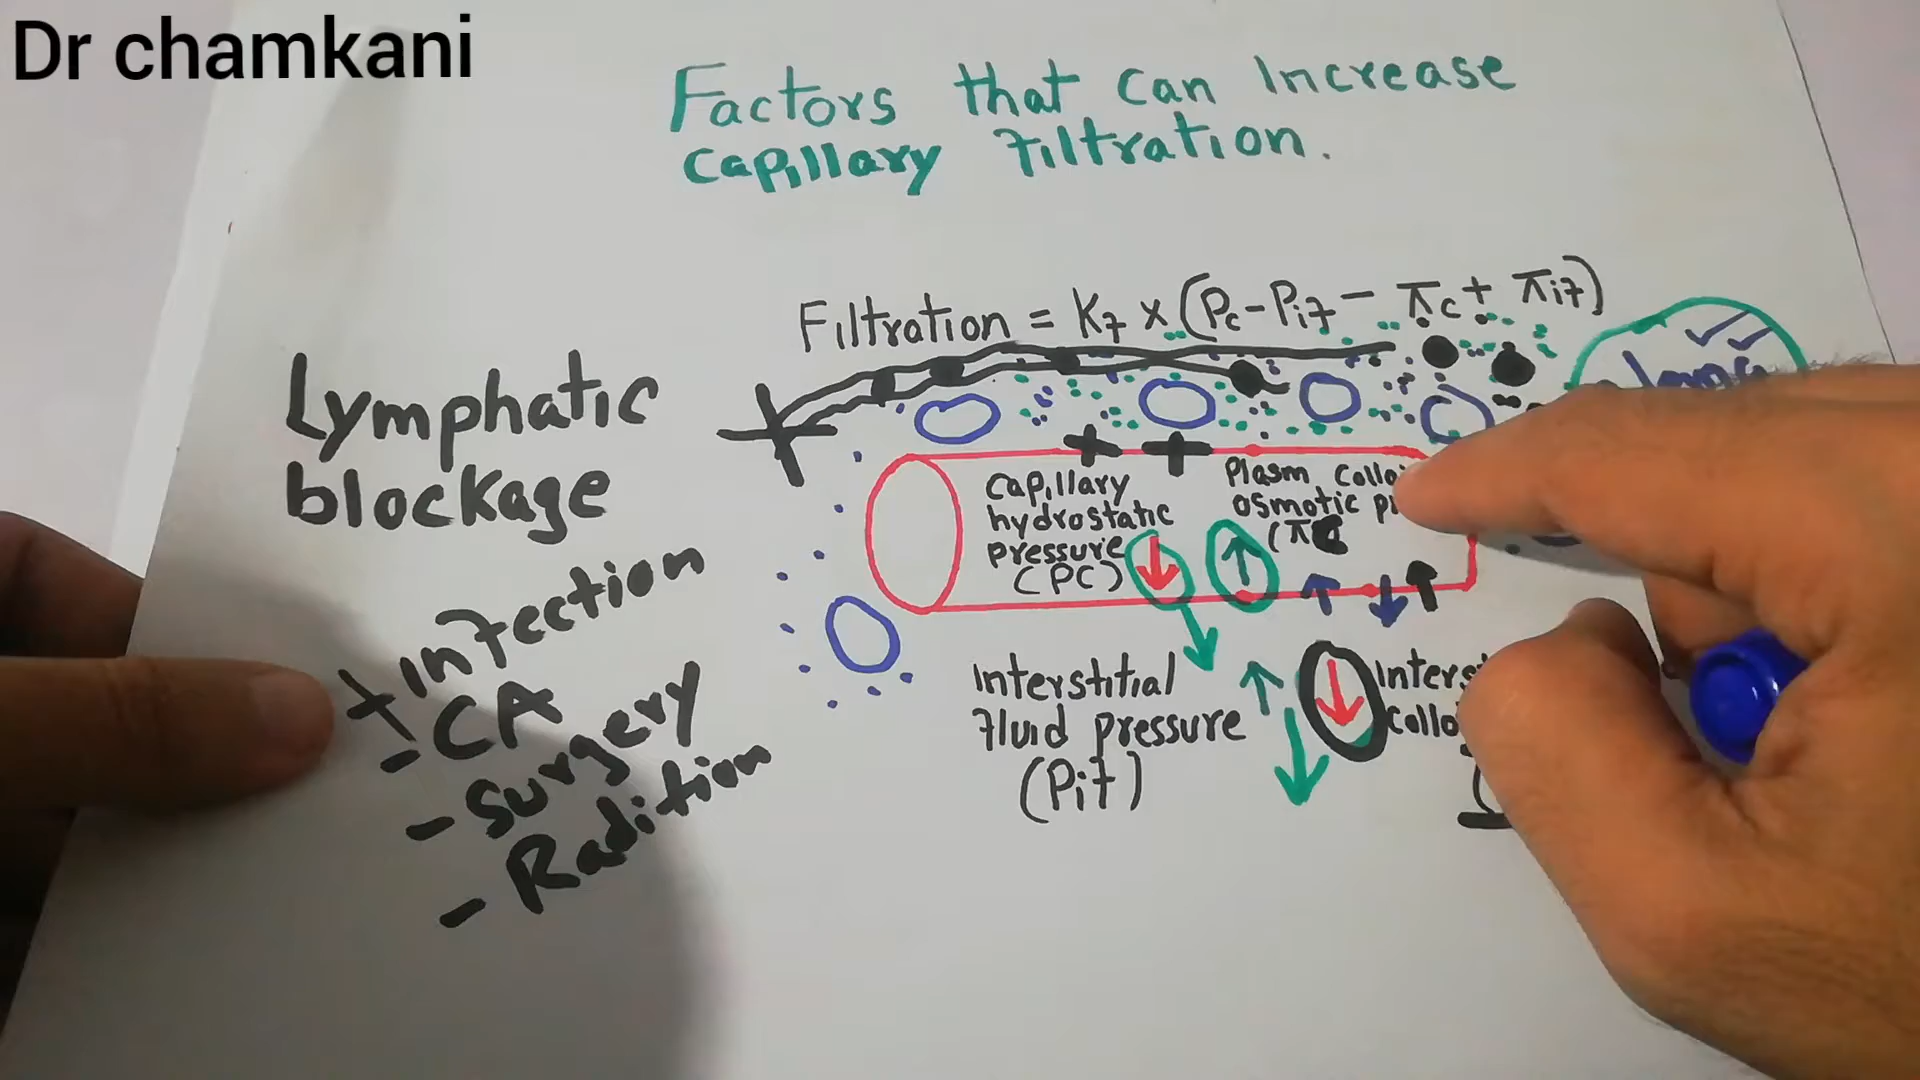 Dr chamkani
Factors that can Increase
capillary filtration.
Filtration = Kf x (Pc-Pif- πc+ πif)
Lymphatic
blockage
Infection
- CA
- surgery
- Radition
Capillary
hydrostatic
pressure
(PC)
Plasm
osmotic
Interstitial
fluid pressure
(Pif)